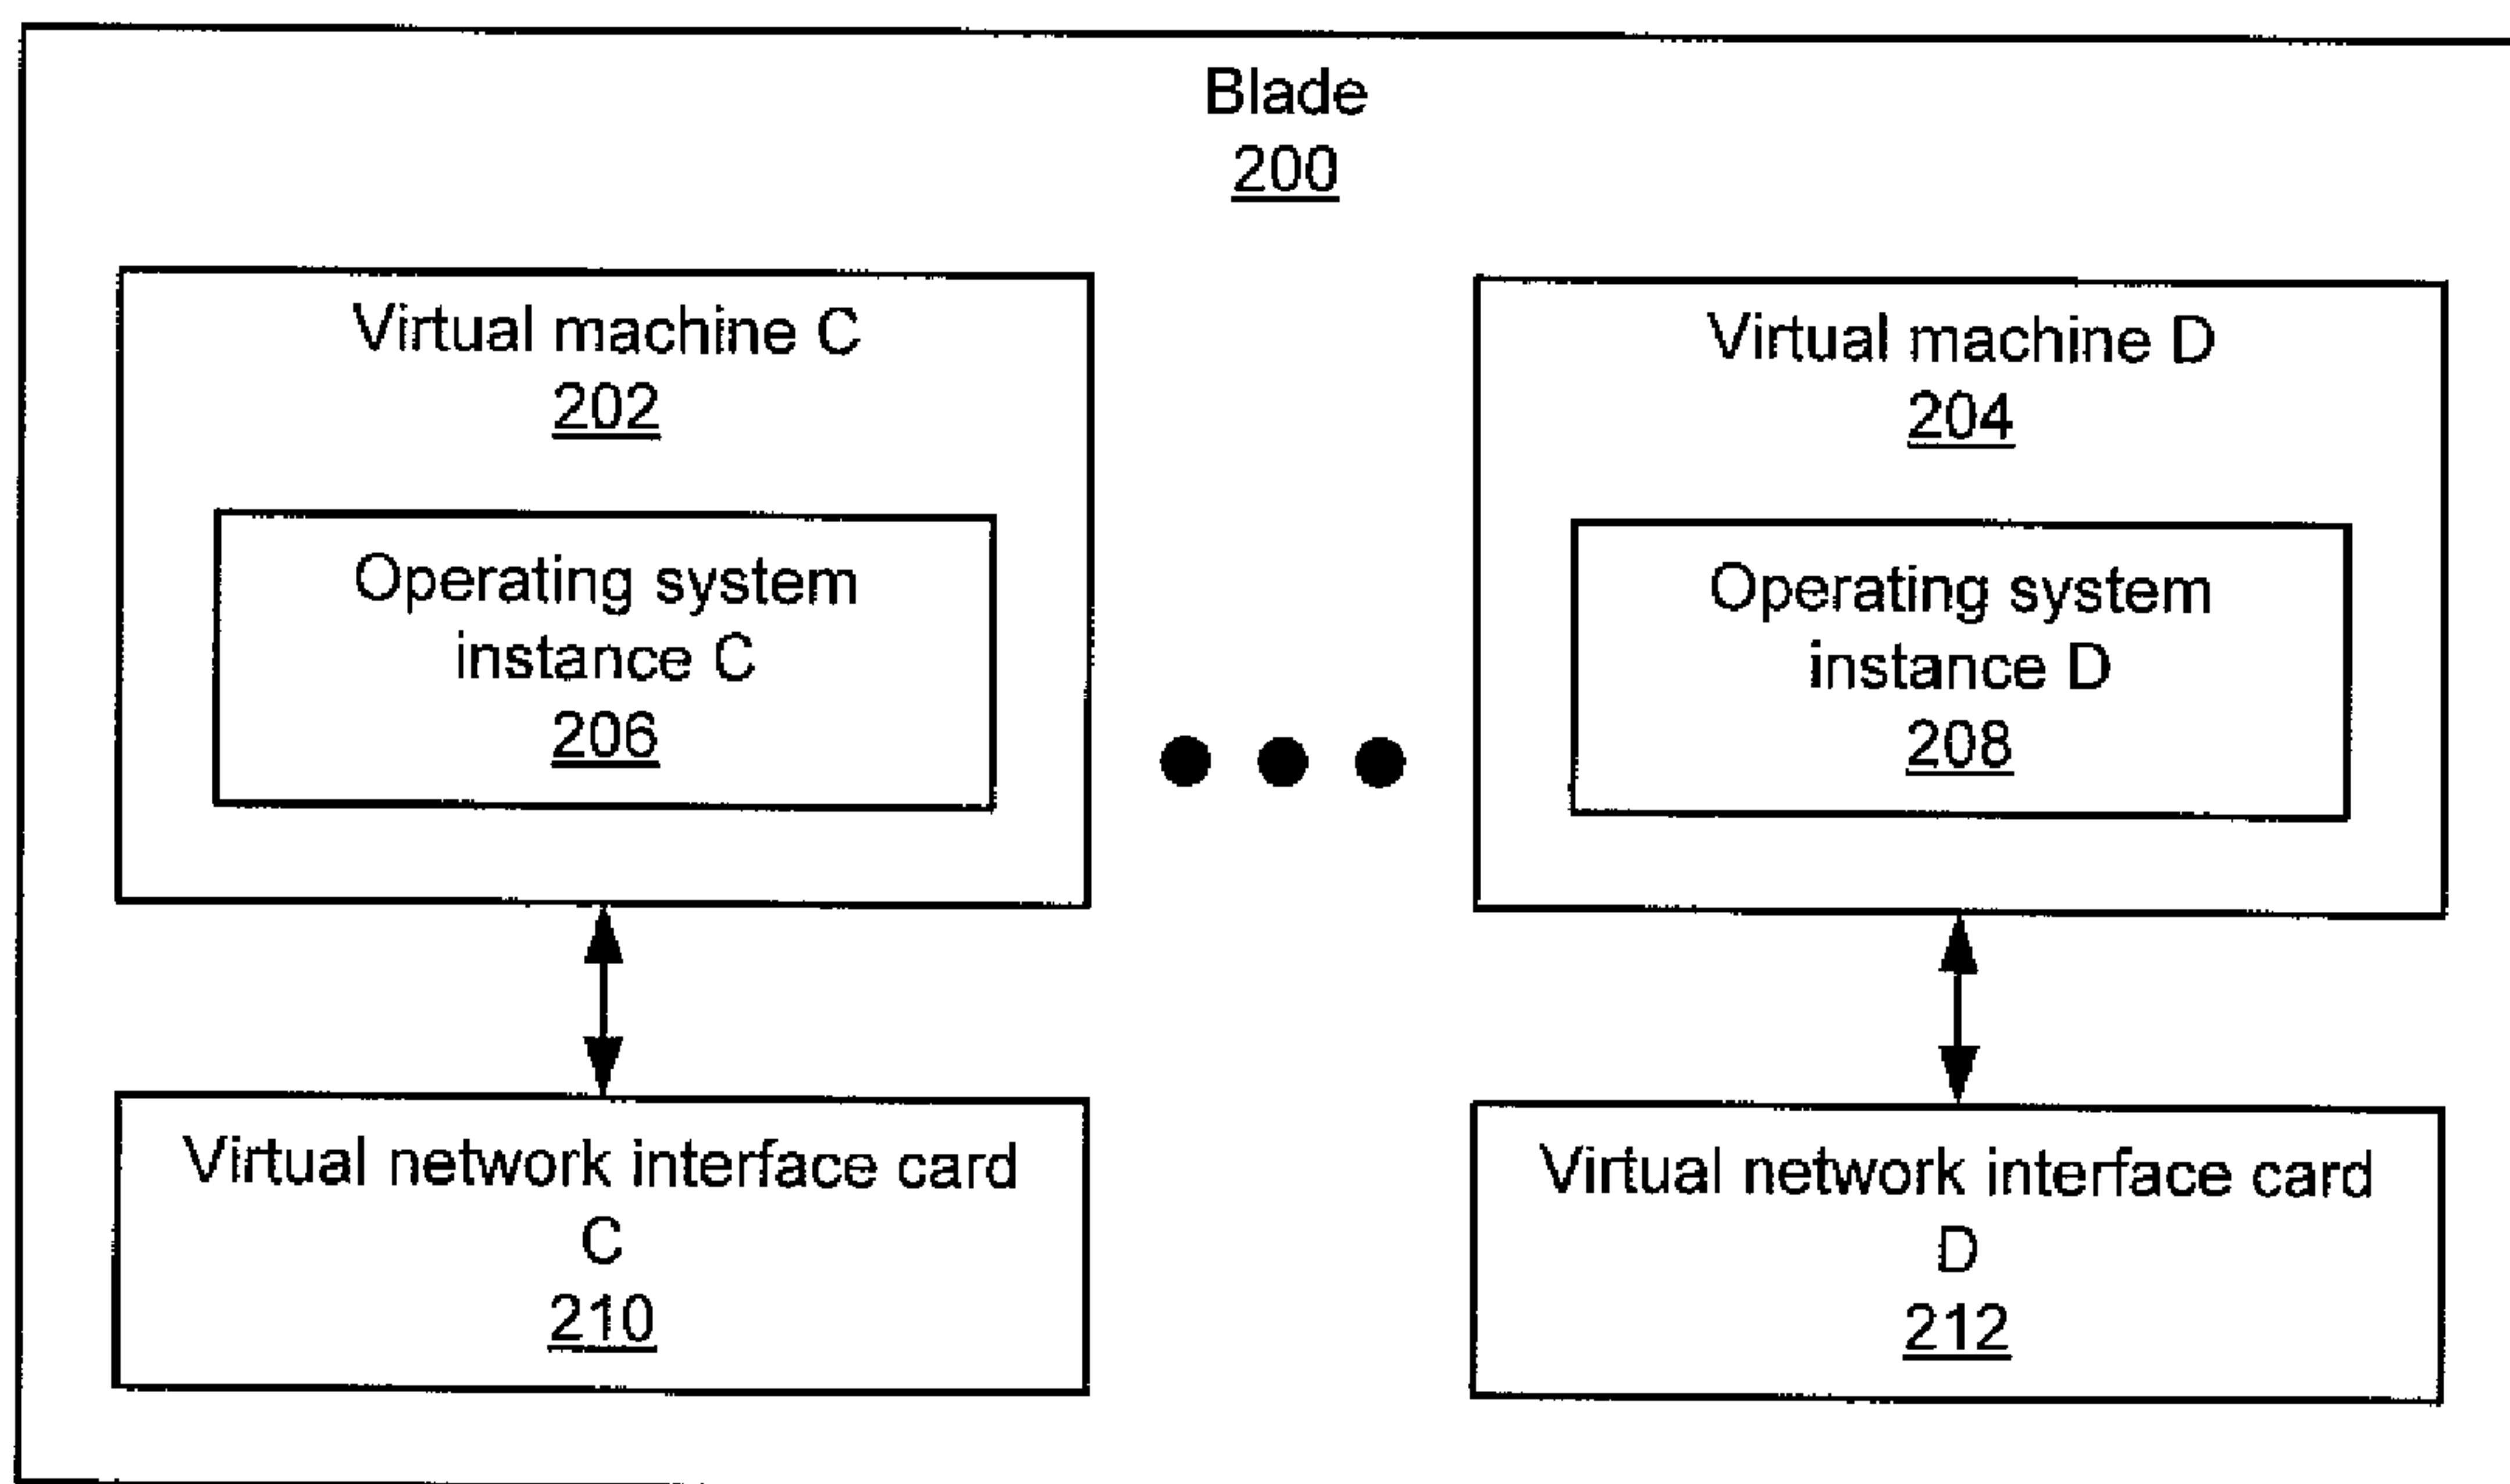 Blade
200
Virtual machine C
202
Operating system
instance C
206
Virtual machine D
204
Operating system
instance D
208
Virtual network interface card
C
210
Virtual network interface card
D
212